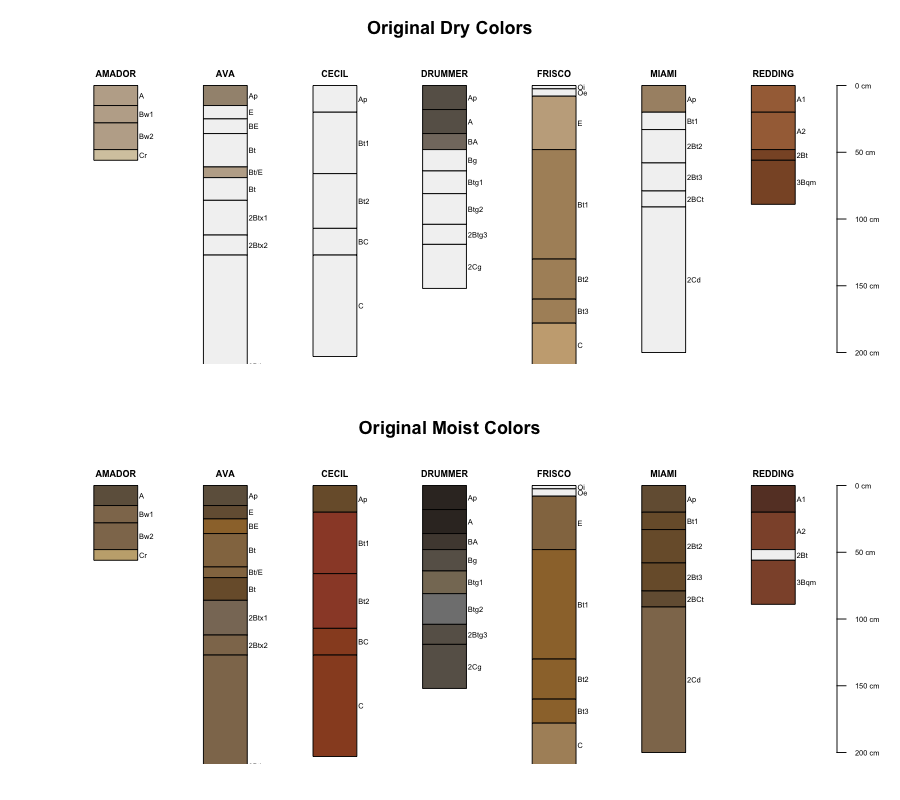 Original Dry Colors
AMADOR AVA CECIL DRUMMER FRISCO MIAMI REDDING
A
Bw1
Bw2
Cr
Ap
E
BE
Bt
Bt/E
Bt
2Btx1
2Btx2
Ap
Bt1
Bt2
BC
C
Ap
A
BA
Bg
Btg1
Btg2
2Btg3
2Cg
Oi
Oe
E
Bt1
Bt2
Bt3
C
Ap
Bt1
2Bt2
2Bt3
2BCt
2Cd
A1
A2
2Bt
3Bqm
0 cm
50 cm
100 cm
150 cm
200 cm
Original Moist Colors
AMADOR AVA CECIL DRUMMER FRISCO MIAMI REDDING
A
Bw1
Bw2
Cr
Ap
E
BE
Bt
Bt/E
Bt
2Btx1
2Btx2
Ap
Bt1
Bt2
BC
C
Ap
A
BA
Bg
Btg1
Btg2
2Btg3
2Cg
Oi
Oe
E
Bt1
Bt2
Bt3
C
Ap
Bt1
2Bt2
2Bt3
2BCt
2Cd
A1
A2
2Bt
3Bqm
0 cm
50 cm
100 cm
150 cm
200 cm